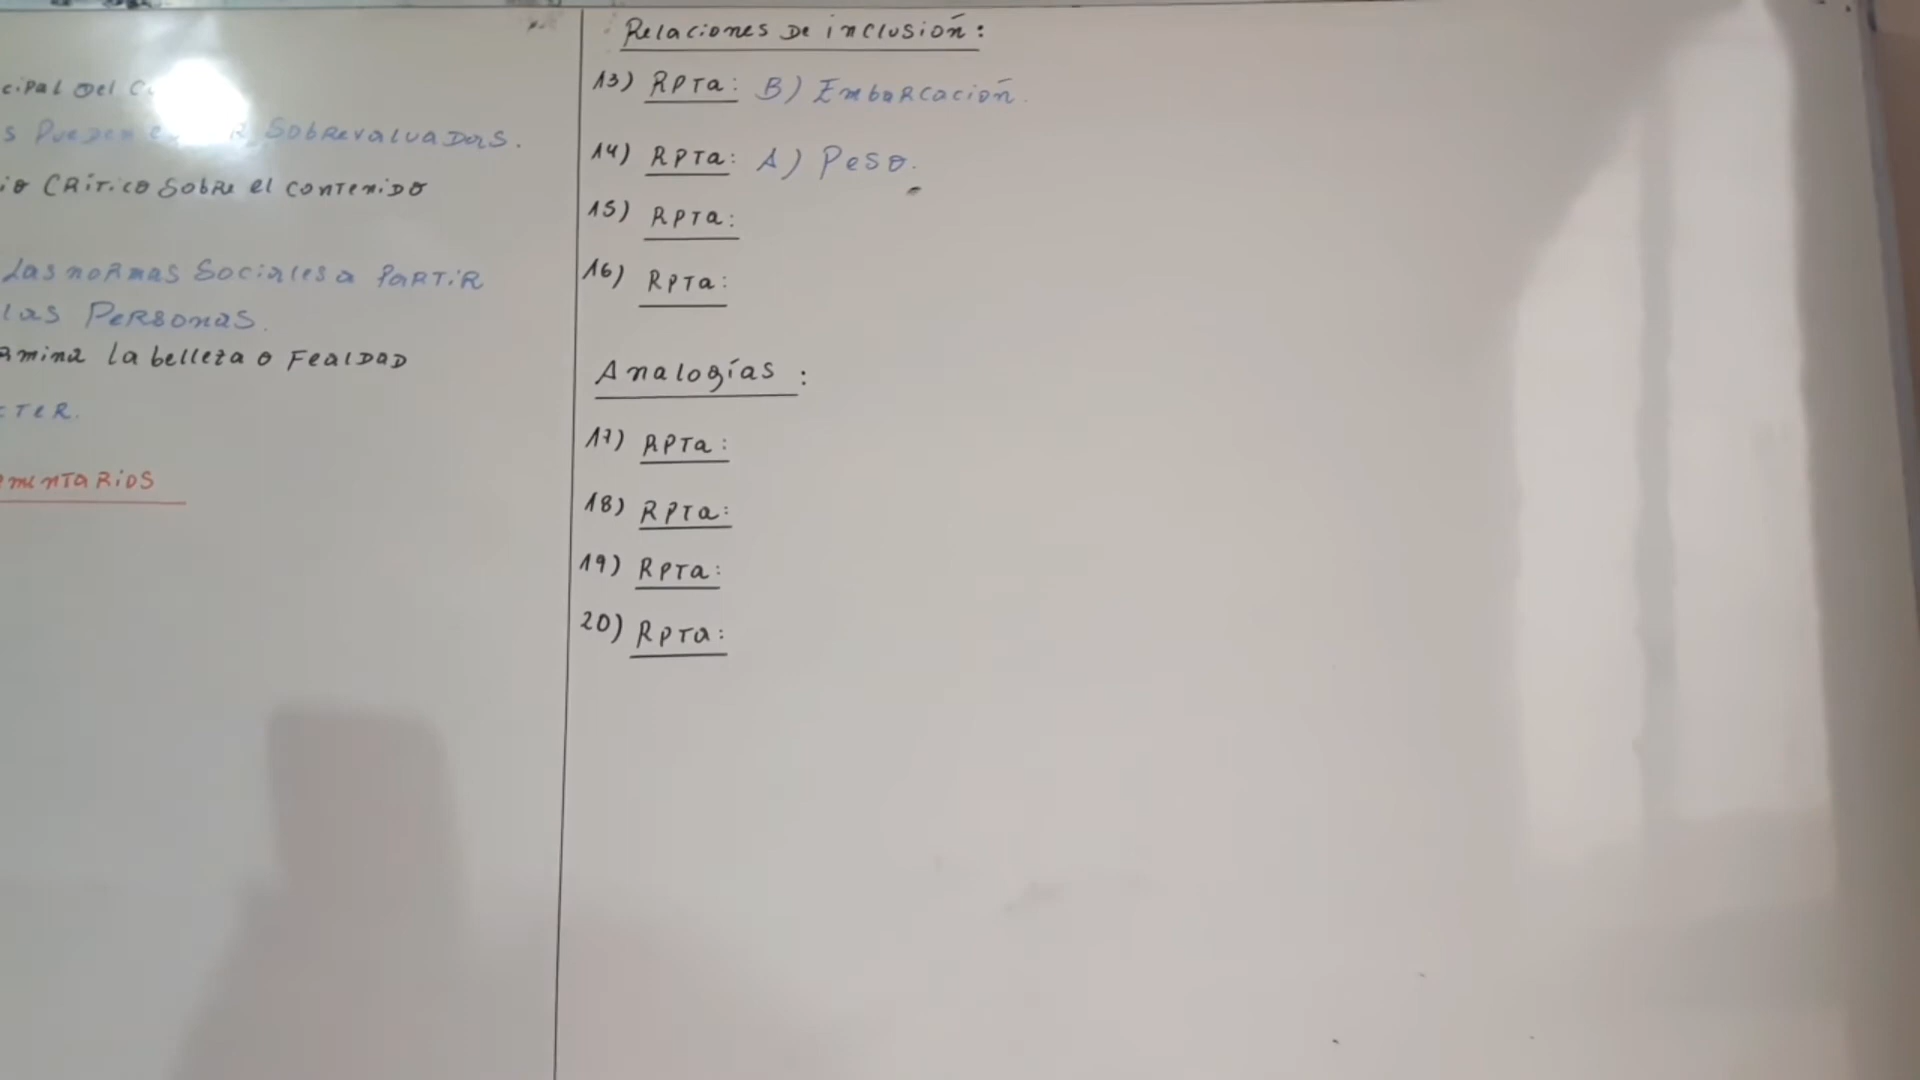 Del
s Pueden Sobrevaluados.
io Crítico Sobre el contenido
Las normas Sociales a Partir
las Personas.
amina la belleza o Fealdad
cter.
mentarios
Relaciones De inclusión:
13) Rpta: B) Embarcación.
14) Rpta: A) Peso.
15) Rpta:
16) Rpta:
Analogías :
17) Rpta:
18) Rpta:
19) Rpta:
20) Rpta: